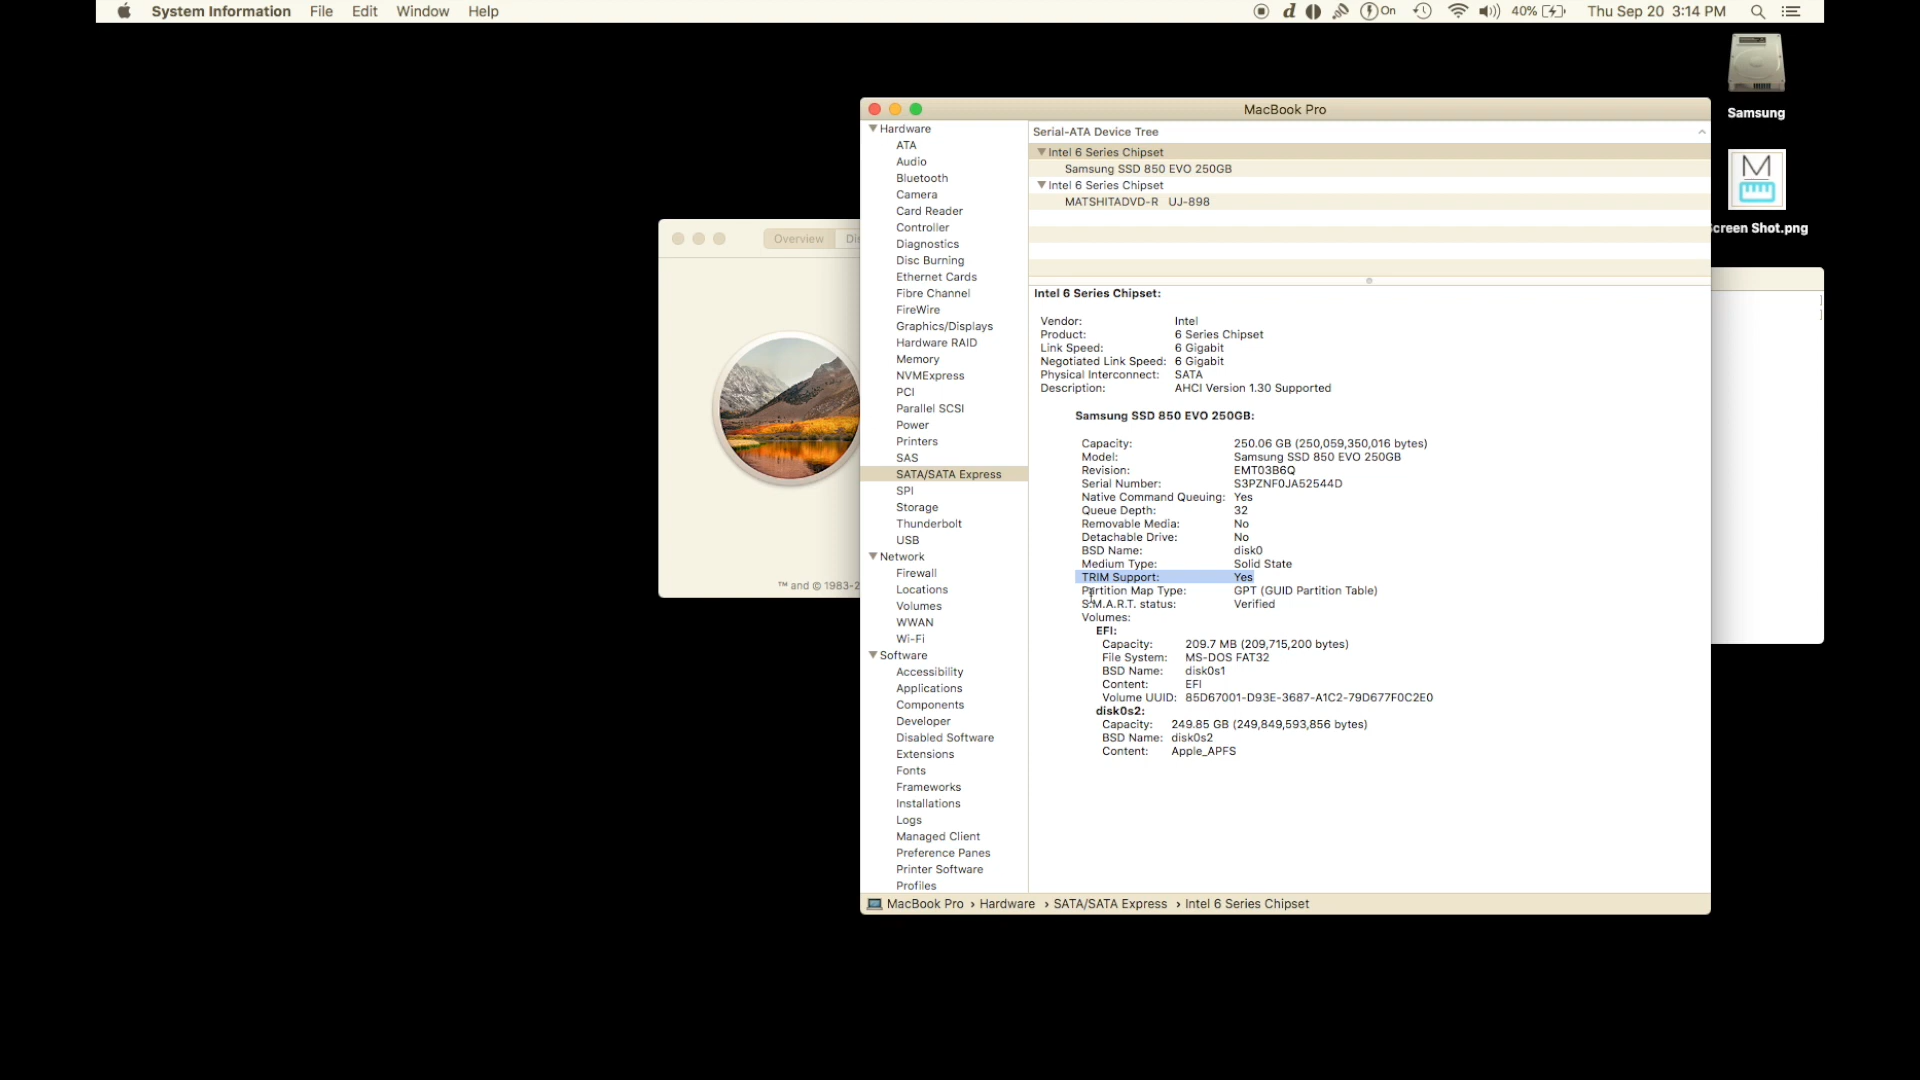 System Information File Edit Window Help
d On 40% Thu Sep 20 3:14 PM
Samsung
creen Shot.png
Overview
™ and © 1983-2
MacBook Pro
Hardware
ATA
Audio
Bluetooth
Camera
Card Reader
Controller
Diagnostics
Disc Burning
Ethernet Cards
Fibre Channel
FireWire
Graphics/Displays
Hardware RAID
Memory
NVMExpress
PCI
Parallel SCSI
Power
Printers
SAS
SATA/SATA Express
SPI
Storage
Thunderbolt
USB
Network
Firewall
Locations
Volumes
WWAN
Wi-Fi
Software
Accessibility
Applications
Components
Developer
Disabled Software
Extensions
Fonts
Frameworks
Installations
Logs
Managed Client
Preference Panes
Printer Software
Profiles
Serial-ATA Device Tree
Intel 6 Series Chipset
Samsung SSD 850 EVO 250GB
Intel 6 Series Chipset
MATSHITADVD-R UJ-898
Intel 6 Series Chipset:
Vendor: Intel
Product: 6 Series Chipset
Link Speed: 6 Gigabit
Negotiated Link Speed: 6 Gigabit
Physical Interconnect: SATA
Description: AHCI Version 1.30 Supported
Samsung SSD 850 EVO 250GB:
Capacity: 250.06 GB (250,059,350,016 bytes)
Model: Samsung SSD 850 EVO 250GB
Revision: EMT03B6Q
Serial Number: S3PZNF0JA52544D
Native Command Queuing: Yes
Queue Depth: 32
Removable Media: No
Detachable Drive: No
BSD Name: disk0
Medium Type: Solid State
TRIM Support: Yes
Partition Map Type: GPT (GUID Partition Table)
S.M.A.R.T. status: Verified
Volumes:
EFI:
Capacity: 209.7 MB (209,715,200 bytes)
File System: MS-DOS FAT32
BSD Name: disk0s1
Content: EFI
Volume UUID: 85D67001-D93E-3687-A1C2-79D677F0C2E0
disk0s2:
Capacity: 249.85 GB (249,849,593,856 bytes)
BSD Name: disk0s2
Content: Apple_APFS
MacBook Pro › Hardware › SATA/SATA Express › Intel 6 Series Chipset